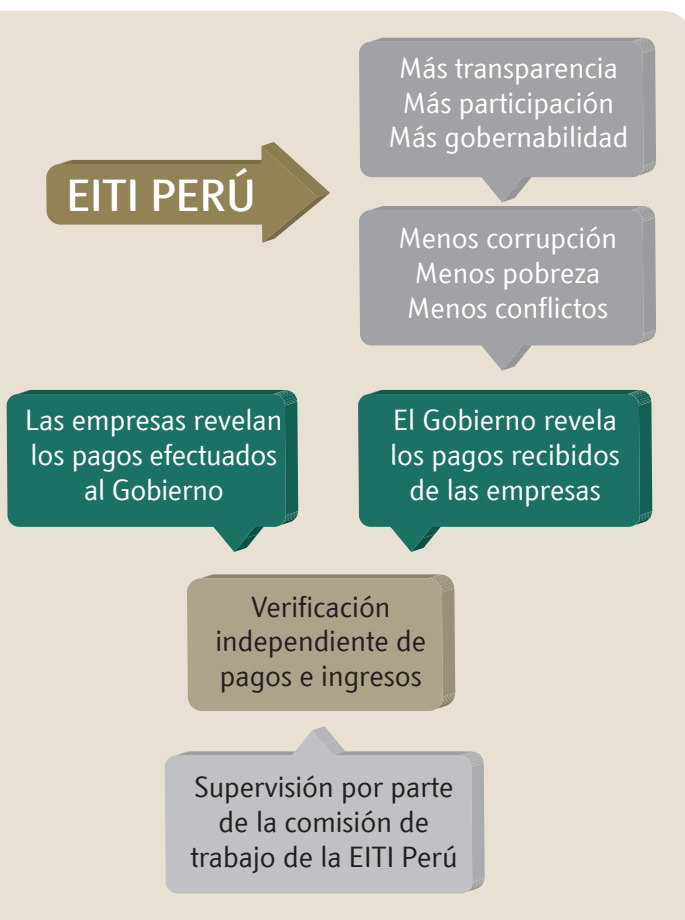 EITI PERÚ
Más transparencia
Más participación
Más gobernabilidad
Menos corrupción
Menos pobreza
Menos conflictos
Las empresas revelan
los pagos efectuados
al Gobierno
El Gobierno revela
los pagos recibidos
de las empresas
Verificación
independiente de
pagos e ingresos
Supervisión por parte
de la comisión de
trabajo de la EITI Perú